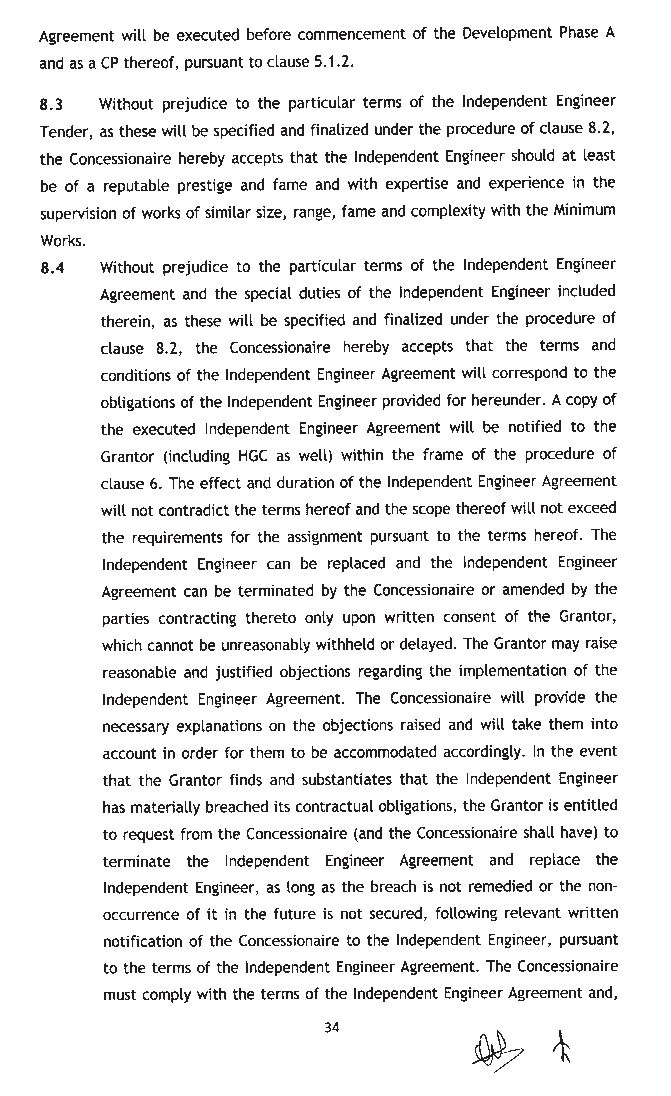 Agreement will be executed before commencement of the Development Phase A
and as a CP thereof, pursuant to clause 5.1.2.
8.3 Without prejudice to the particular terms of the Independent Engineer
Tender, as these will be specified and finalized under the procedure of clause 8.2,
the Concessionaire hereby accepts that the Independent Engineer should at least
be of a reputable prestige and fame and with expertise and experience in the
supervision of works of similar size, range, fame and complexity with the Minimum
Works.
8.4 Without prejudice to the particular terms of the Independent Engineer
Agreement and the special duties of the Independent Engineer included
therein, as these will be specified and finalized under the procedure of
clause 8.2, the Concessionaire hereby accepts that the terms and
conditions of the Independent Engineer Agreement will correspond to the
obligations of the Independent Engineer provided for hereunder. A copy of
the executed Independent Engineer Agreement will be notified to the
Grantor (including HGC as well) within the frame of the procedure of
clause 6. The effect and duration of the Independent Engineer Agreement
will not contradict the terms hereof and the scope thereof will not exceed
the requirements for the assignment pursuant to the terms hereof. The
Independent Engineer can be replaced and the Independent Engineer
Agreement can be terminated by the Concessionaire or amended by the
parties contracting thereto only upon written consent of the Grantor,
which cannot be unreasonably withheld or delayed. The Grantor may raise
reasonable and justified objections regarding the implementation of the
Independent Engineer Agreement. The Concessionaire will provide the
necessary explanations on the objections raised and will take them into
account in order for them to be accommodated accordingly. In the event
that the Grantor finds and substantiates that the Independent Engineer
has materially breached its contractual obligations, the Grantor is entitled
to request from the Concessionaire (and the Concessionaire shall have) to
terminate the Independent Engineer Agreement and replace the
Independent Engineer, as long as the breach is not remedied or the non-
occurrence of it in the future is not secured, following relevant written
notification of the Concessionaire to the Independent Engineer, pursuant
to the terms of the Independent Engineer Agreement. The Concessionaire
must comply with the terms of the Independent Engineer Agreement and,
34